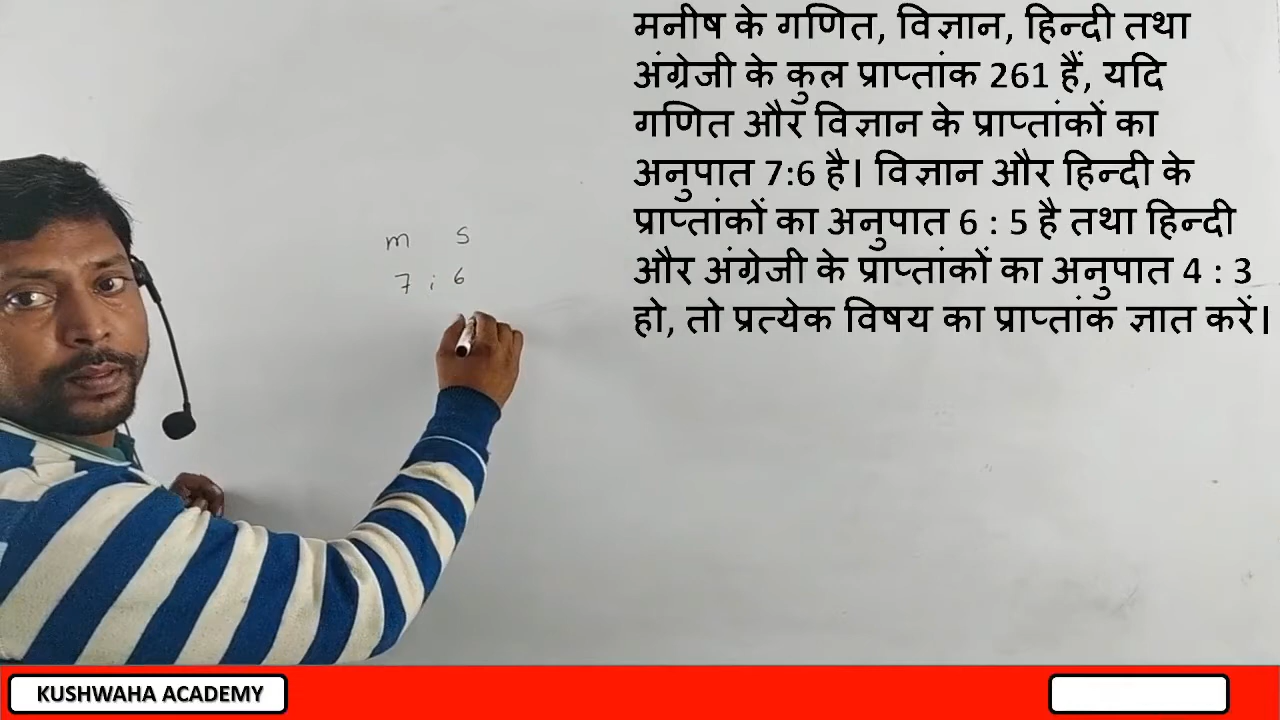 मनीष के गणित, विज्ञान, हिन्दी तथा
अंग्रेजी के कुल प्राप्तांक 261 हैं, यदि
गणित और विज्ञान के प्राप्तांकों का
अनुपात 7:6 है। विज्ञान और हिन्दी के
प्राप्तांकों का अनुपात 6 : 5 है तथा हिन्दी
और अंग्रेजी के प्राप्तांकों का अनुपात 4 : 3
हो, तो प्रत्येक विषय का प्राप्तांक ज्ञात करें।
m s
7 : 6
KUSHWAHA ACADEMY